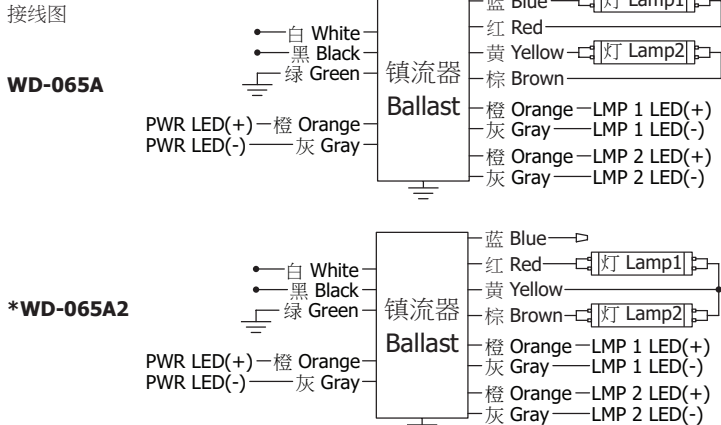 接线图
WD-065A
白 White
黑 Black
绿 Green
PWR LED(+) 橙 Orange
PWR LED(-) 灰 Gray
镇流器
Ballast
蓝 Blue 灯 Lamp1
红 Red
黄 Yellow 灯 Lamp2
棕 Brown
橙 Orange LMP 1 LED(+)
灰 Gray LMP 1 LED(-)
橙 Orange LMP 2 LED(+)
灰 Gray LMP 2 LED(-)
*WD-065A2
白 White
黑 Black
绿 Green
PWR LED(+) 橙 Orange
PWR LED(-) 灰 Gray
镇流器
Ballast
蓝 Blue
红 Red 灯 Lamp1
黄 Yellow
棕 Brown 灯 Lamp2
橙 Orange LMP 1 LED(+)
灰 Gray LMP 1 LED(-)
橙 Orange LMP 2 LED(+)
灰 Gray LMP 2 LED(-)